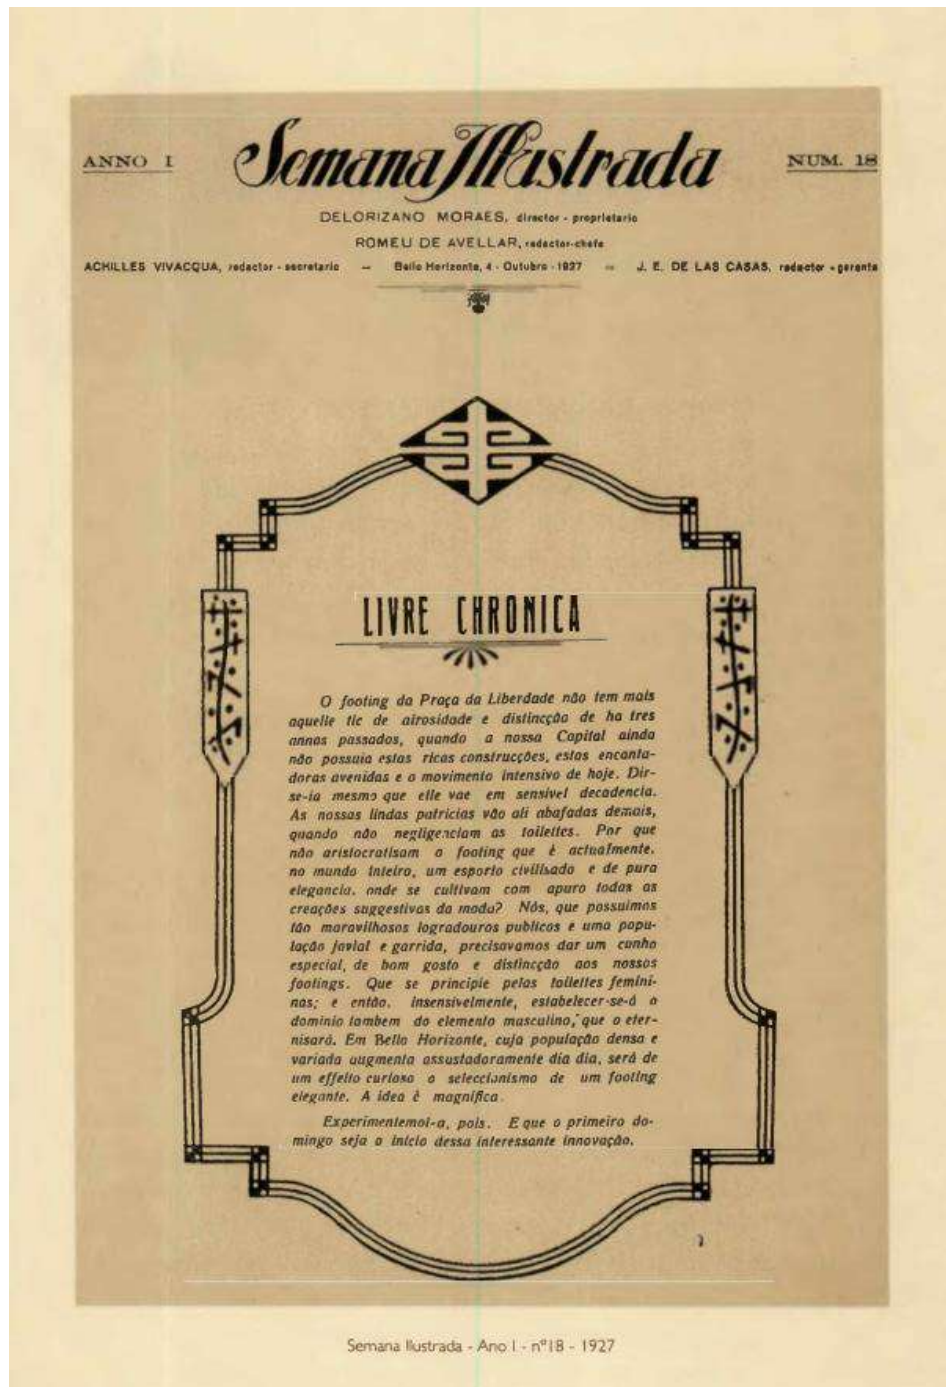 ANNO I
Semana Illustrada
NUM. 18
DELORIZANO MORAES, director - proprietario
ROMEU DE AVELLAR, redactor-chefe
ACHILLES VIVACQUA, redactor - secretario — Bello Horizonte, 4 - Outubro - 1927 — J. E. DE LAS CASAS, redactor - gerente
LIVRE CHRONICA
O footing da Praça da Liberdade não tem mais
aquelle tic de airosidade e distincção de ha tres
annos passados, quando a nossa Capital ainda
não possuia estas ricas construcções, estas encanta-
doras avenidas e o movimento intensivo de hoje. Dir-
se-ia mesmo que elle vae em sensivel decadencia.
As nossas lindas patricias vão ali abafadas demais,
quando não negligenciam as toilettes. Por que
não aristocratisam o footing que é actualmente,
no mundo inteiro, um esporto civilisado e de pura
elegancia, onde se cultivam com apuro todas as
creações suggestivas da moda? Nós, que possuimos
tão maravilhosos logradouros publicos e uma popu-
lação jovial e garrida, precisavamos dar um cunho
especial, de bom gosto e distincção aos nossos
footings. Que se principie pelas toilettes femini-
nas; e então, insensivelmente, estabelecer-se-á o
dominio tambem do elemento masculino, que o eter-
nisará. Em Bello Horizonte, cuja população densa e
variada augmenta assustadoramente dia dia, será de
um effeito curioso o seleccionismo de um footing
elegante. A idea é magnifica.
Experimentemol-a, pois. E que o primeiro do-
mingo seja o inicio dessa interessante innovação.
Semana Ilustrada - Ano I - nº18 - 1927